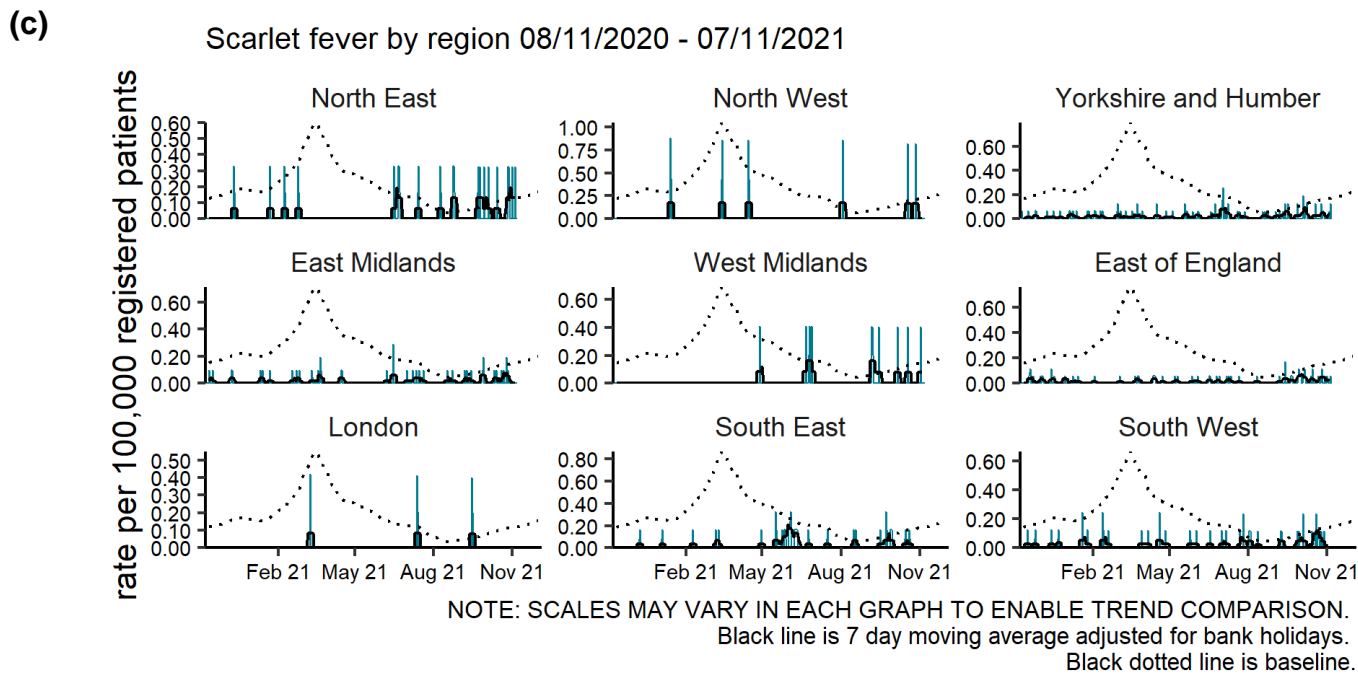 (c)
Scarlet fever by region 08/11/2020 - 07/11/2021
rate per 100,000 registered patients
North East
0.60
0.50
0.40
0.30
0.20
0.10
0.00
North West
1.00
0.75
0.50
0.25
0.00
Yorkshire and Humber
0.60
0.40
0.20
0.00
East Midlands
0.60
0.40
0.20
0.00
West Midlands
0.60
0.40
0.20
0.00
East of England
0.60
0.40
0.20
0.00
London
0.50
0.40
0.30
0.20
0.10
0.00
South East
0.80
0.60
0.40
0.20
0.00
South West
0.60
0.40
0.20
0.00
Feb 21 May 21 Aug 21 Nov 21
Feb 21 May 21 Aug 21 Nov 21
Feb 21 May 21 Aug 21 Nov 21
NOTE: SCALES MAY VARY IN EACH GRAPH TO ENABLE TREND COMPARISON.
Black line is 7 day moving average adjusted for bank holidays.
Black dotted line is baseline.